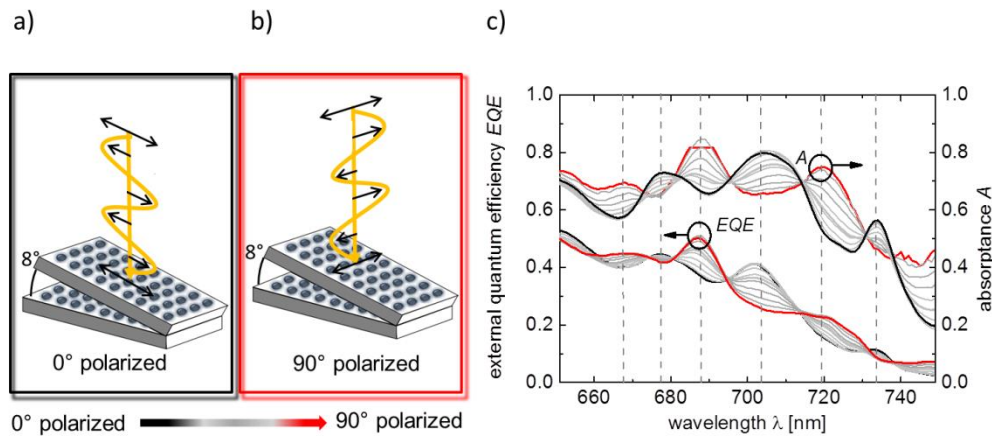 a)
b)
c)
8°
0° polarized
8°
90° polarized
0° polarized
90° polarized
external quantum efficiency EQE
1.0
0.8
0.6
0.4
0.2
0.0
A
EQE
1.0
0.8
0.6
0.4
0.2
0.0
absorptance A
660 680 700 720 740
wavelength λ [nm]